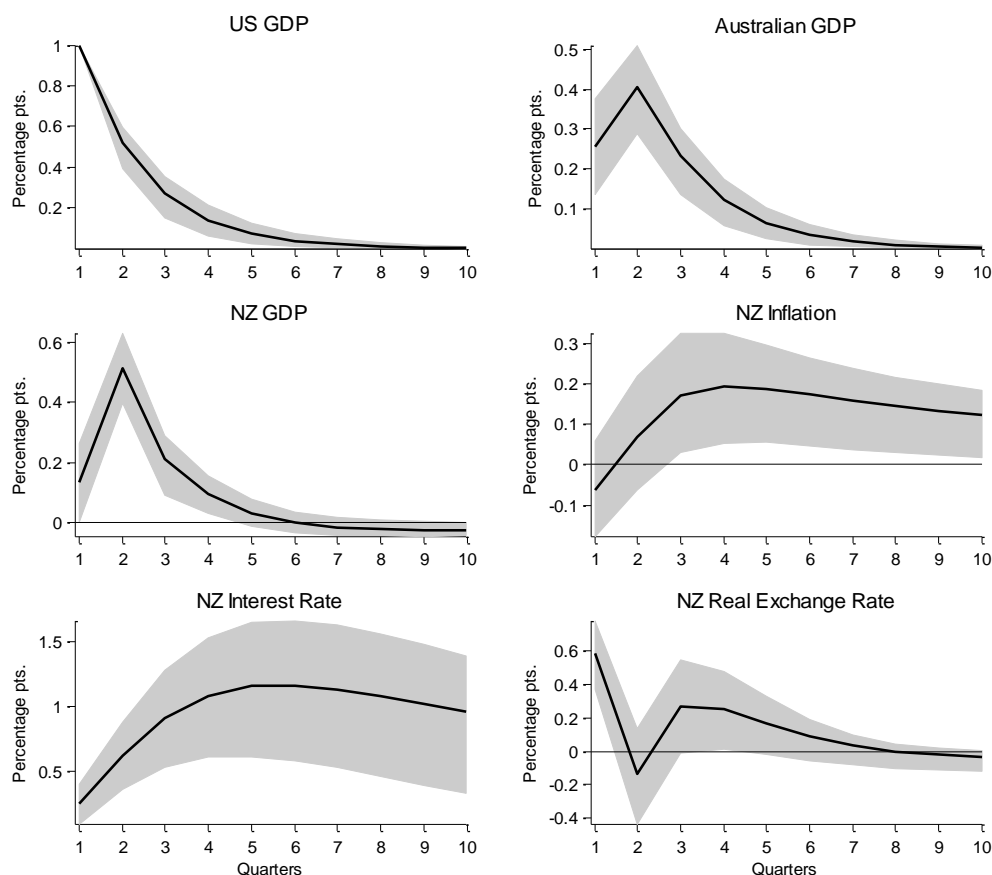 US GDP
Percentage pts.
1
0.8
0.6
0.4
0.2
1 2 3 4 5 6 7 8 9 10
Australian GDP
Percentage pts.
0.5
0.4
0.3
0.2
0.1
1 2 3 4 5 6 7 8 9 10
NZ GDP
Percentage pts.
0.6
0.4
0.2
0
1 2 3 4 5 6 7 8 9 10
NZ Inflation
Percentage pts.
0.3
0.2
0.1
0
-0.1
1 2 3 4 5 6 7 8 9 10
NZ Interest Rate
Percentage pts.
1.5
1
0.5
1 2 3 4 5 6 7 8 9 10
Quarters
NZ Real Exchange Rate
Percentage pts.
0.6
0.4
0.2
0
-0.2
-0.4
1 2 3 4 5 6 7 8 9 10
Quarters